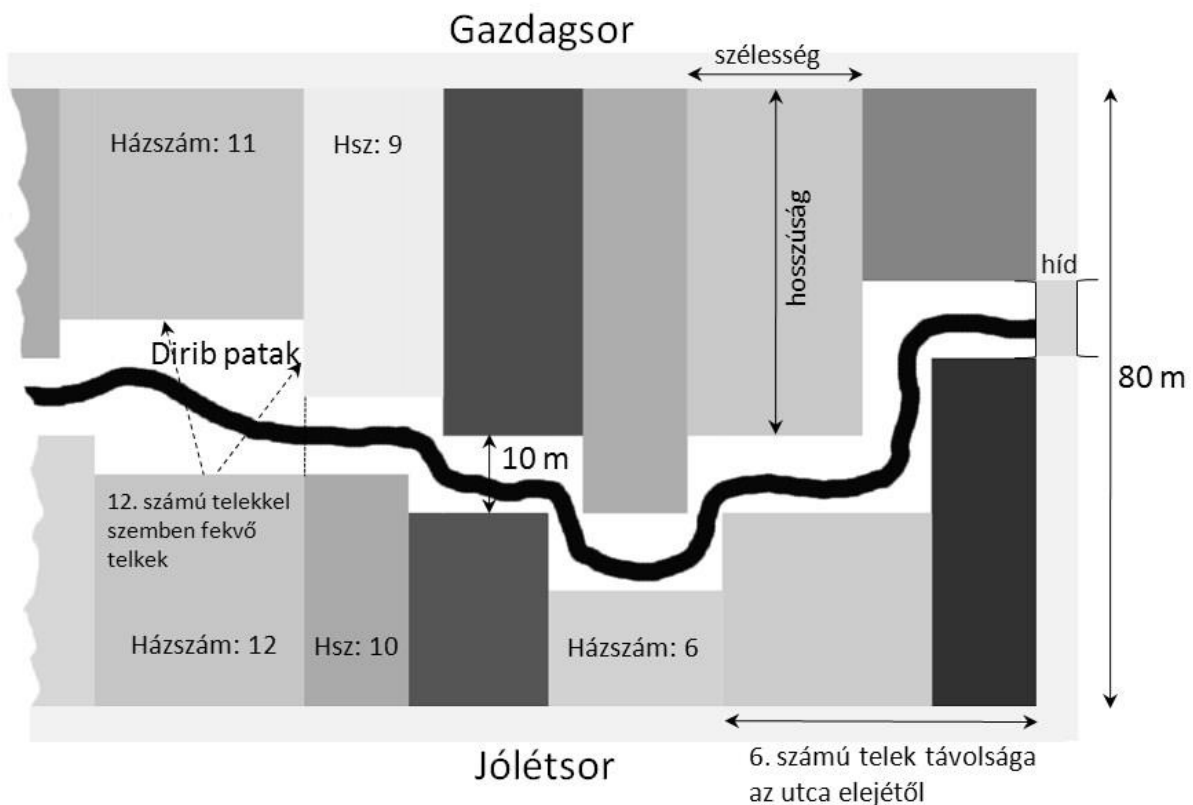 Gazdagsor
szélesség
Házszám: 11
Hsz: 9
hosszúság
híd
Dirib patak
80 m
10 m
12. számú telekkel
szemben fekvő
telkek
Házszám: 12
Hsz: 10
Házszám: 6
Jólétsor
6. számú telek távolsága
az utca elejétől